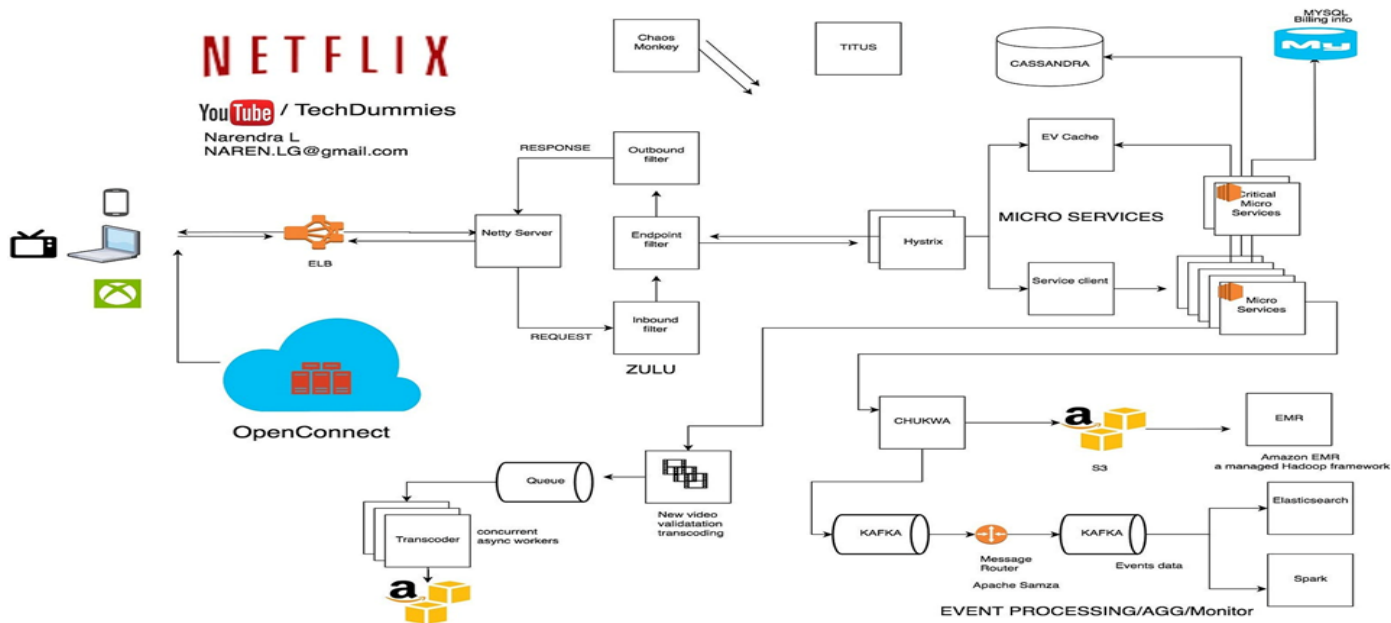 NETFLIX
YouTube / TechDummies
Narendra L
NAREN.LG@gmail.com
Chaos
Monkey
TITUS
CASSANDRA
MYSQL
Billing info
My
RESPONSE
Outbound
filter
EV Cache
Critical
Micro
Services
MICRO SERVICES
ELB
Netty Server
Endpoint
filter
Hystrix
Service client
Micro
Services
REQUEST
Inbound
filter
ZULU
OpenConnect
CHUKWA
a
S3
EMR
Amazon EMR
a managed Hadoop framework
Queue
New video
validatation
transcoding
Transcoder
concurrent
async workers
a
KAFKA
Message
Router
Apache Samza
KAFKA
Events data
Elasticsearch
Spark
EVENT PROCESSING/AGG/Monitor